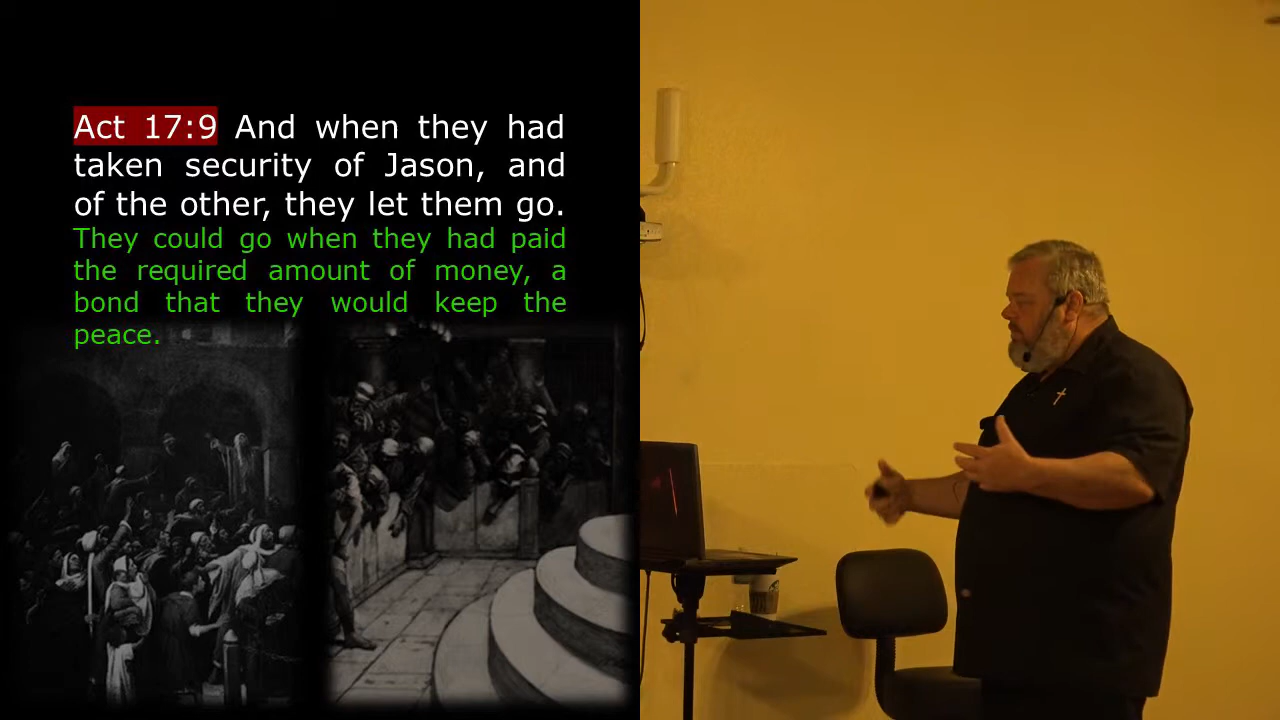 Act 17:9 And when they had
taken security of Jason, and
of the other, they let them go.
They could go when they had paid
the required amount of money, a
bond that they would keep the
peace.